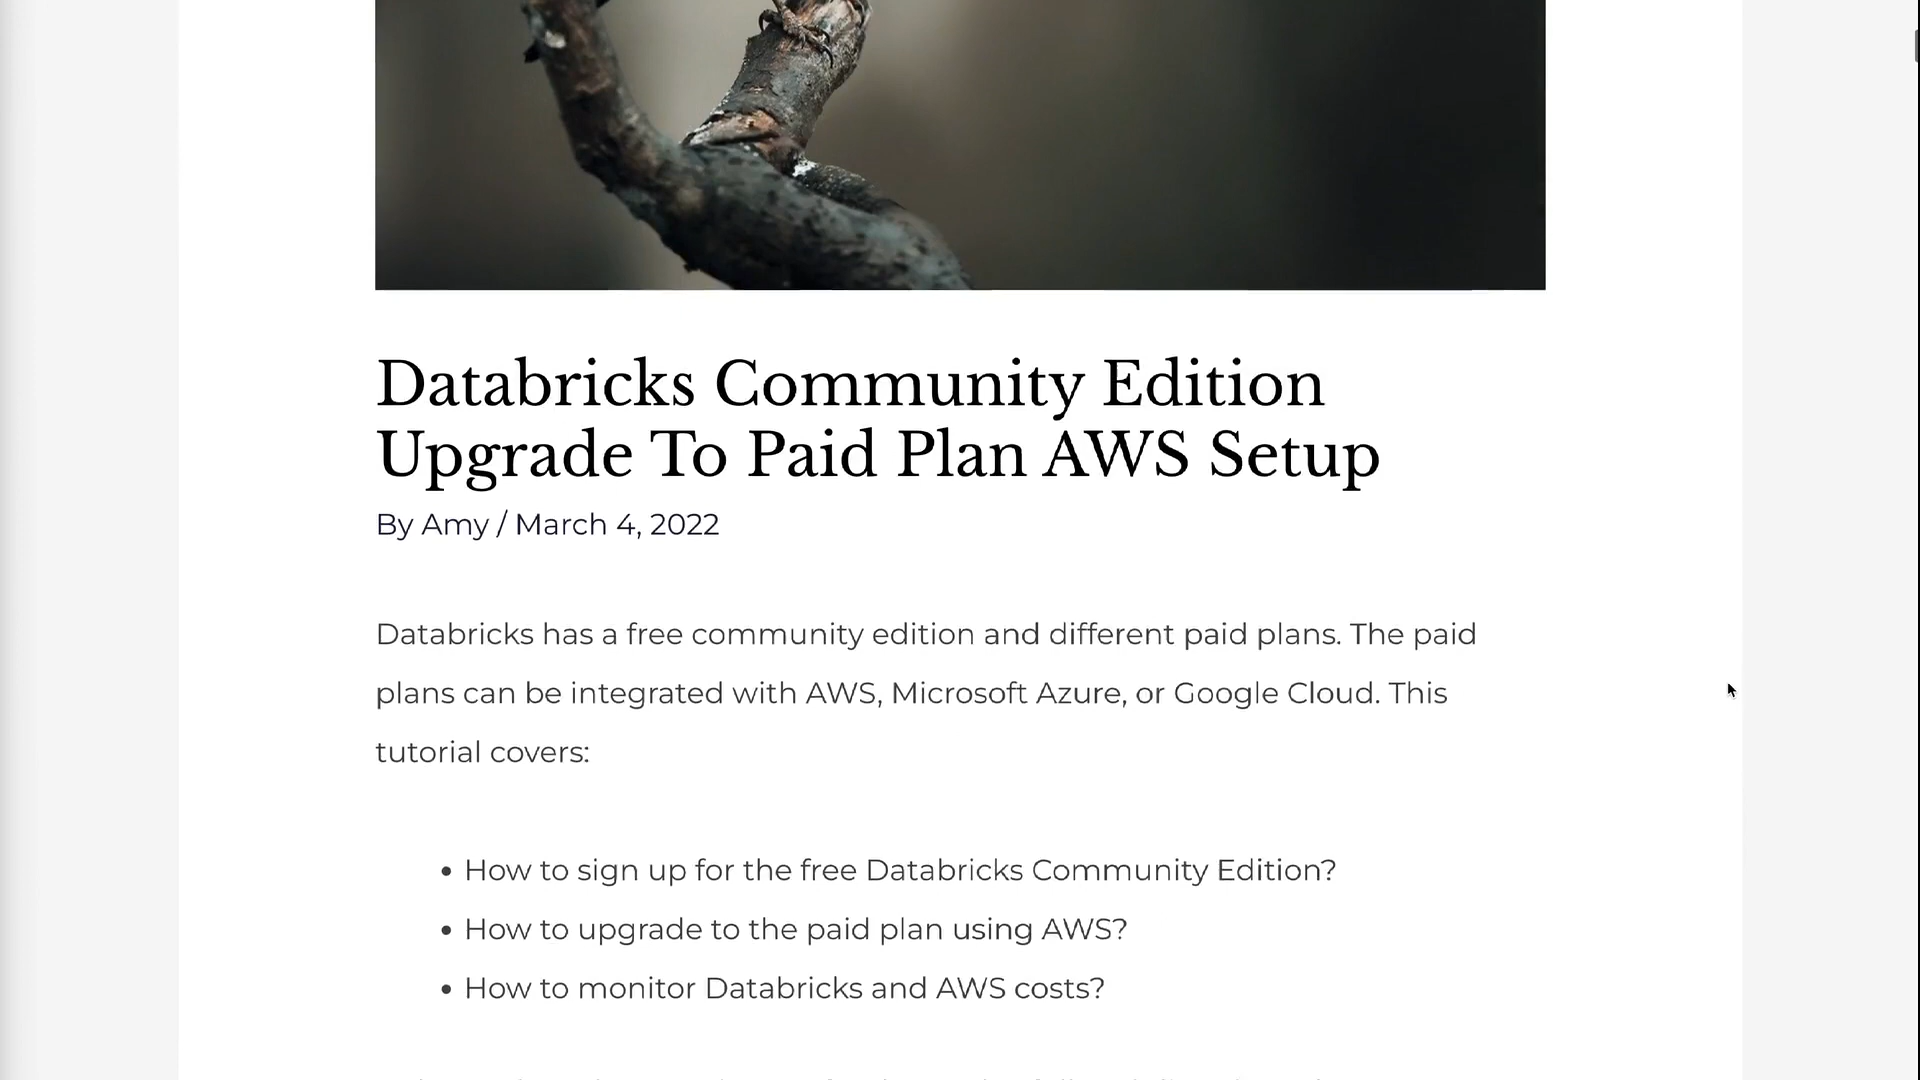 Databricks Community Edition
Upgrade To Paid Plan AWS Setup
By Amy / March 4, 2022
Databricks has a free community edition and different paid plans. The paid
plans can be integrated with AWS, Microsoft Azure, or Google Cloud. This
tutorial covers:
• How to sign up for the free Databricks Community Edition?
• How to upgrade to the paid plan using AWS?
• How to monitor Databricks and AWS costs?